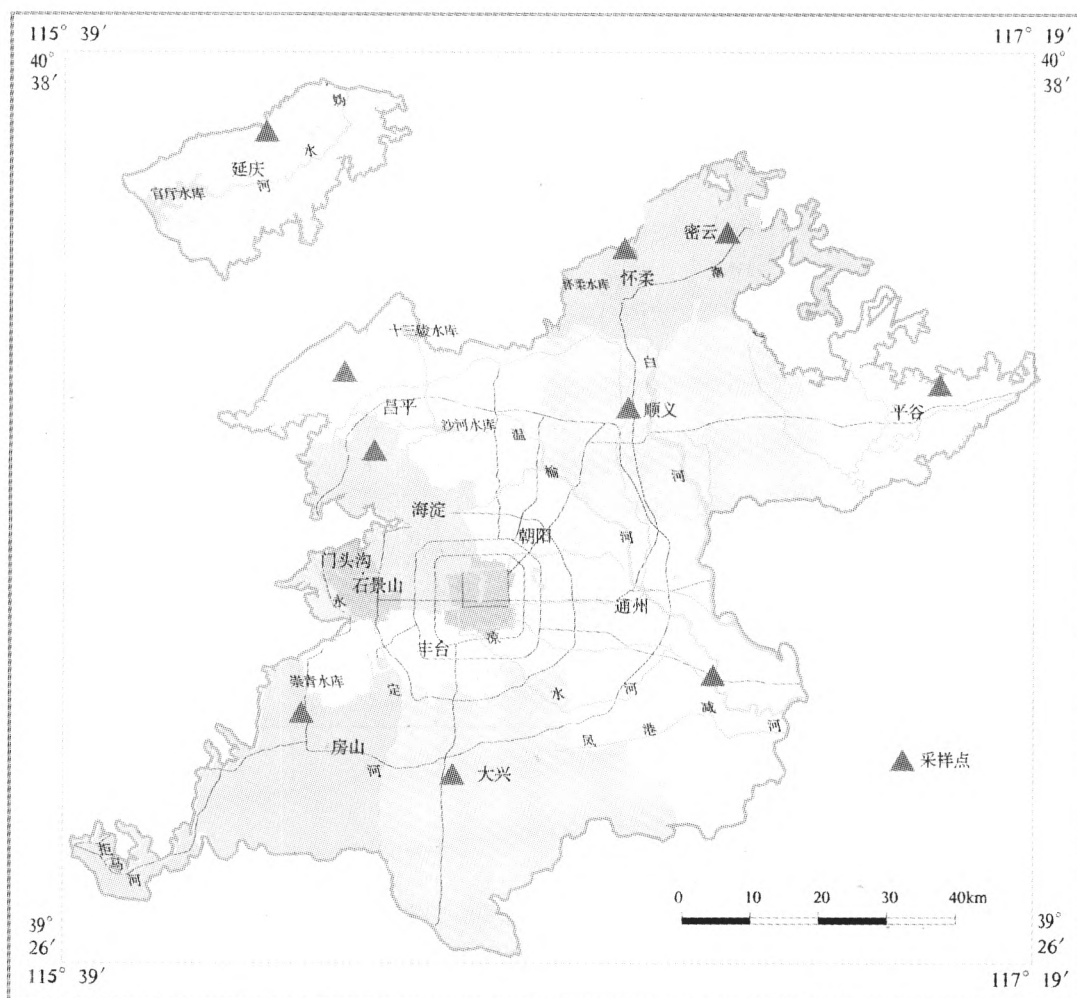 115° 39′
117° 19′
40°
38′
40°
38′
妫
水
河
延庆
官厅水库
密云
怀柔
怀柔水库
潮
十三陵水库
白
昌平
顺义
平谷
沙河水库
温
榆
河
河
海淀
朝阳
门头沟
石景山
永
通州
丰台
凉
崇青水库
定
水
河
减
港
河
凤
房山
河
大兴
采样点
拒
马
河
0 10 20 30 40km
39°
26′
39°
26′
115° 39′
117° 19′